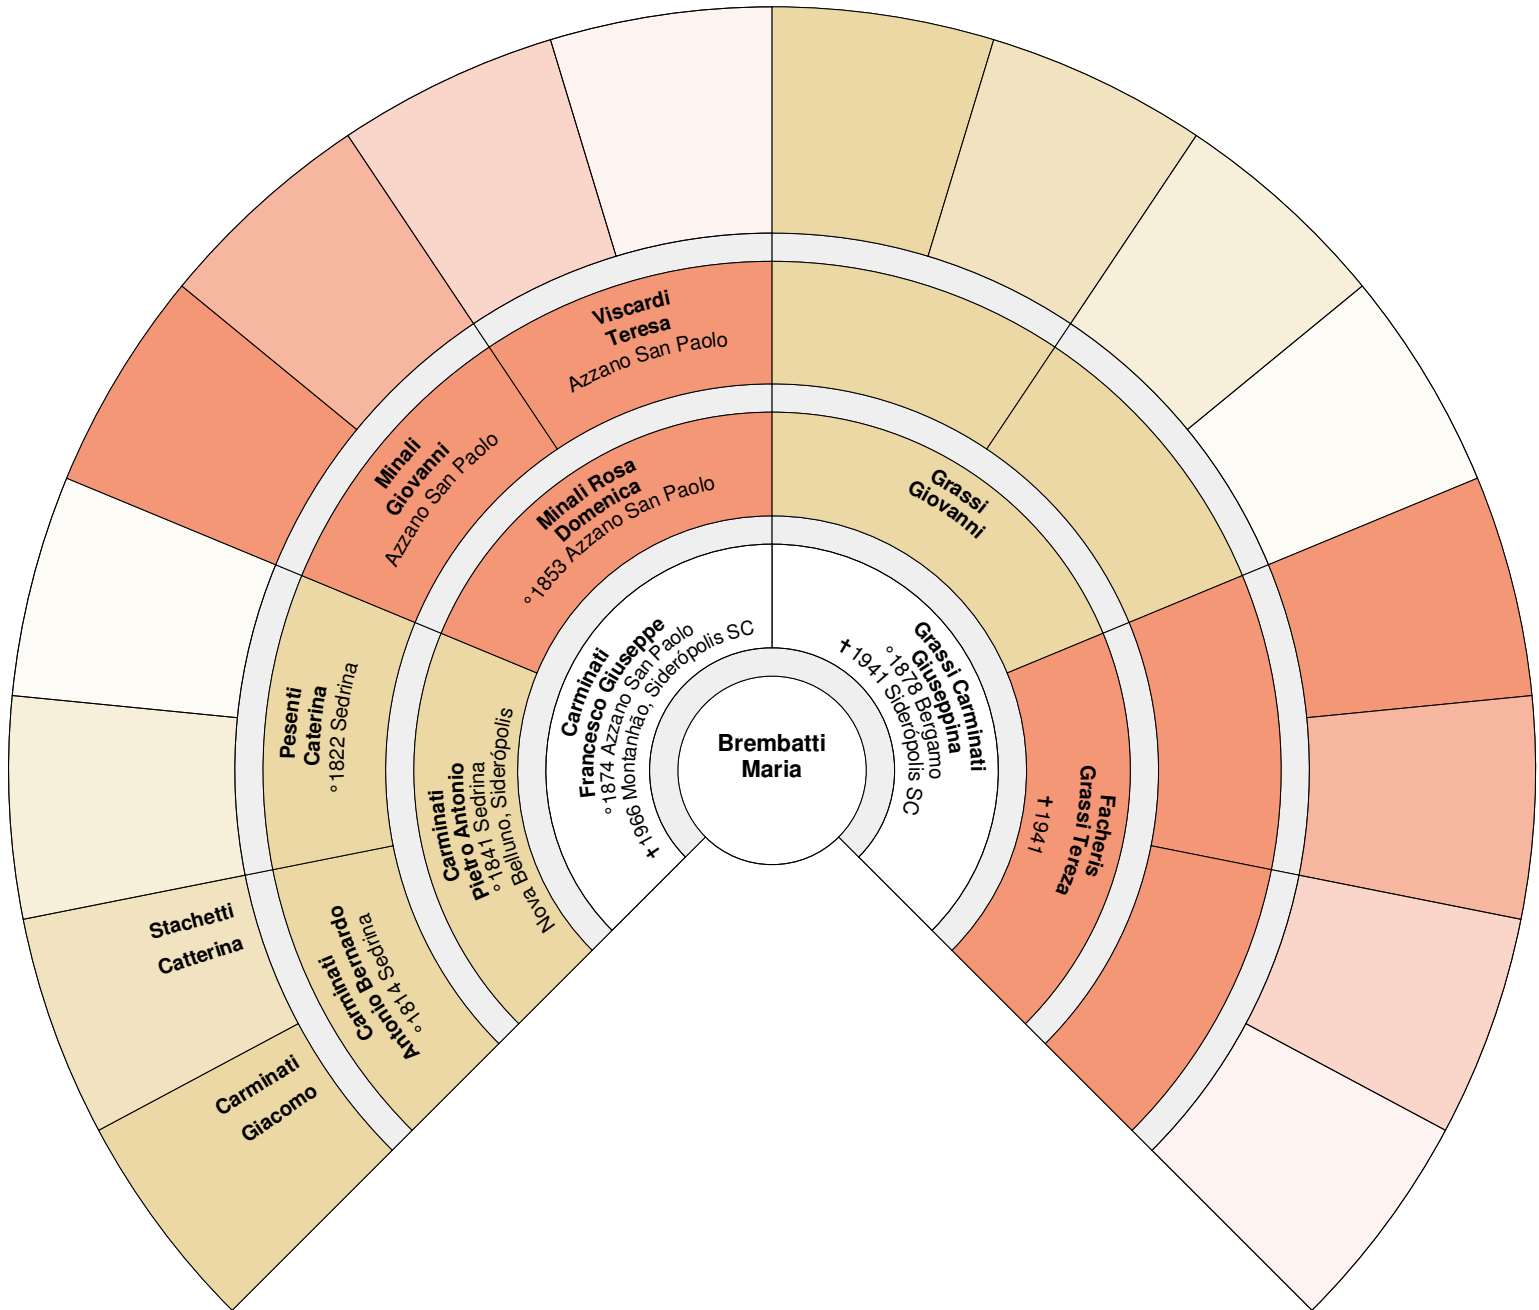 Brembatti
Maria
Carminati
Francesco Giuseppe
°1874 Azzano San Paolo
✝1966 Montanhão, Siderópolis SC
Grassi Carminati
Giuseppina
°1878 Bergamo
✝1941 Siderópolis SC
Carminati
Pietro Antonio
°1841 Sedrina
Nova Belluno, Siderópolis
Minali Rosa
Domenica
°1853 Azzano San Paolo
Grassi
Giovanni
Facheris
Grassi Tereza
✝1941
Carminati
Antonio Bernardo
°1814 Sedrina
Pesenti
Caterina
°1822 Sedrina
Minali
Giovanni
Azzano San Paolo
Viscardi
Teresa
Azzano San Paolo
Carminati
Giacomo
Stachetti
Catterina